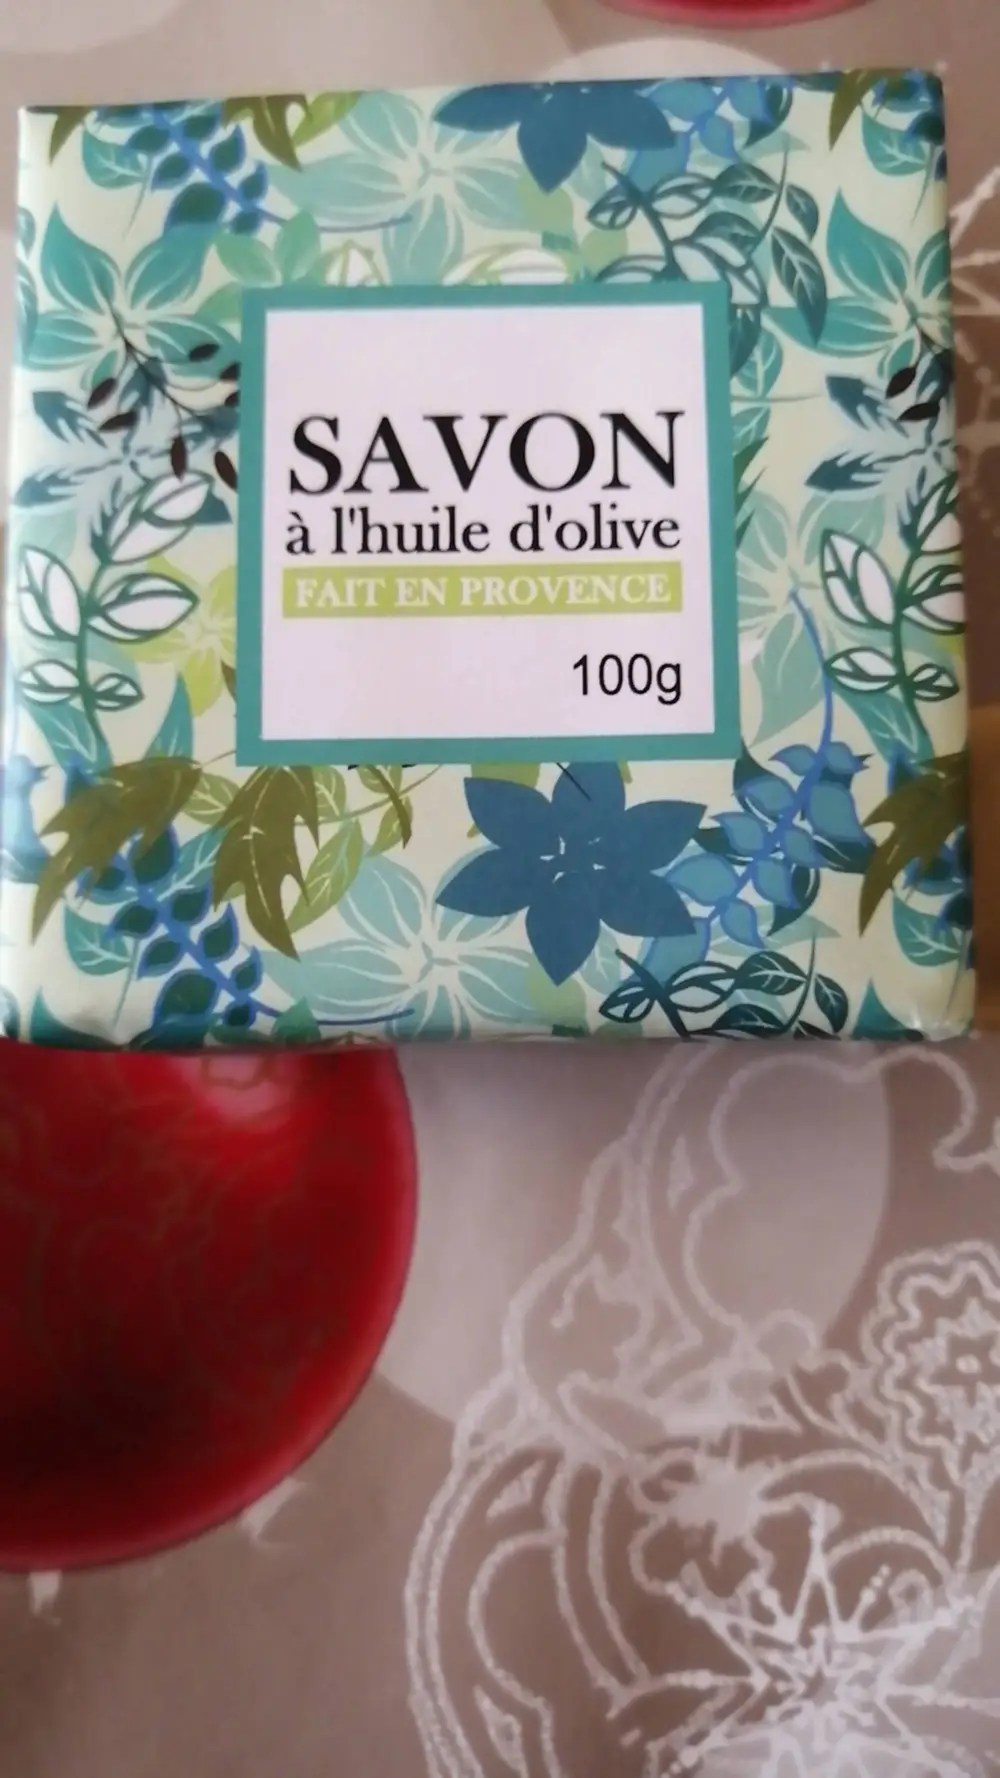 SAVON
à l'huile d'olive
FAIT EN PROVENCE
100g